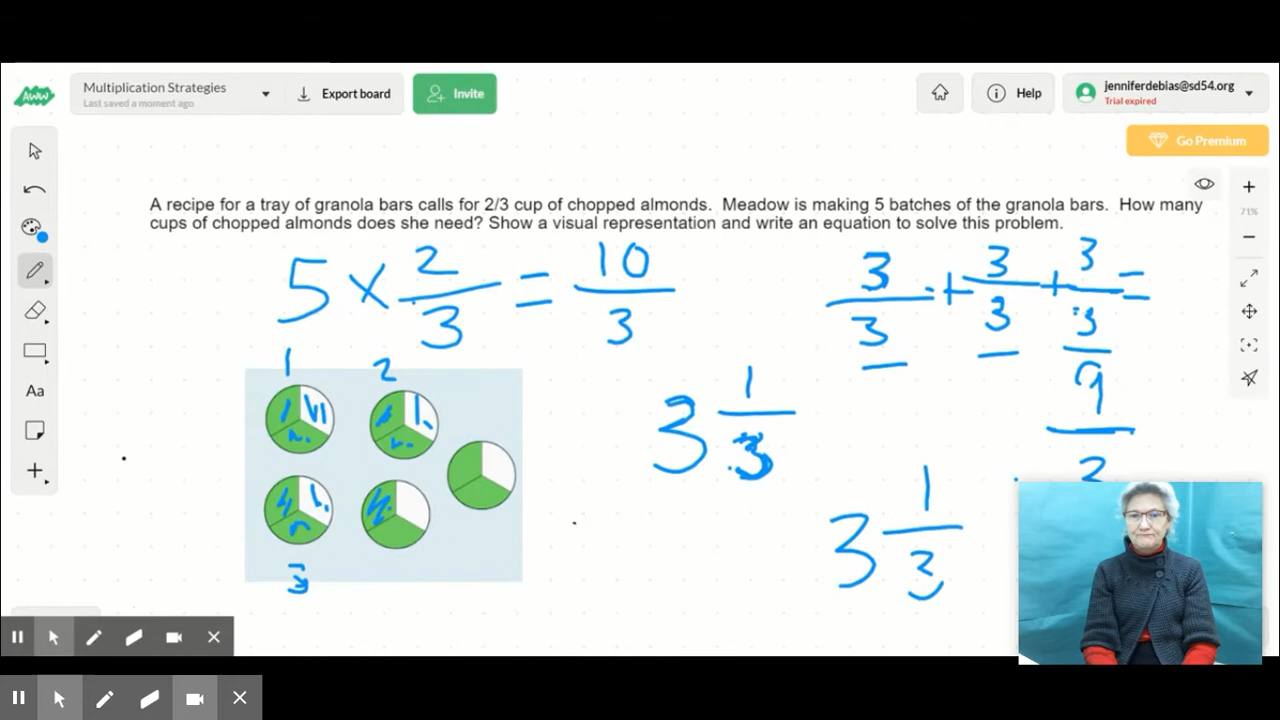 AWW
Multiplication Strategies
Last saved a moment ago
Export board
Invite
Help
jenniferdebias@sd54.org
Trial expired
Go Premium
71%
Aa
A recipe for a tray of granola bars calls for 2/3 cup of chopped almonds. Meadow is making 5 batches of the granola bars. How many
cups of chopped almonds does she need? Show a visual representation and write an equation to solve this problem.
5 × 2/3 = 10/3
3/3 + 3/3 + 3/3 =
9/3
1 2
3 1/3
3 1/3
3